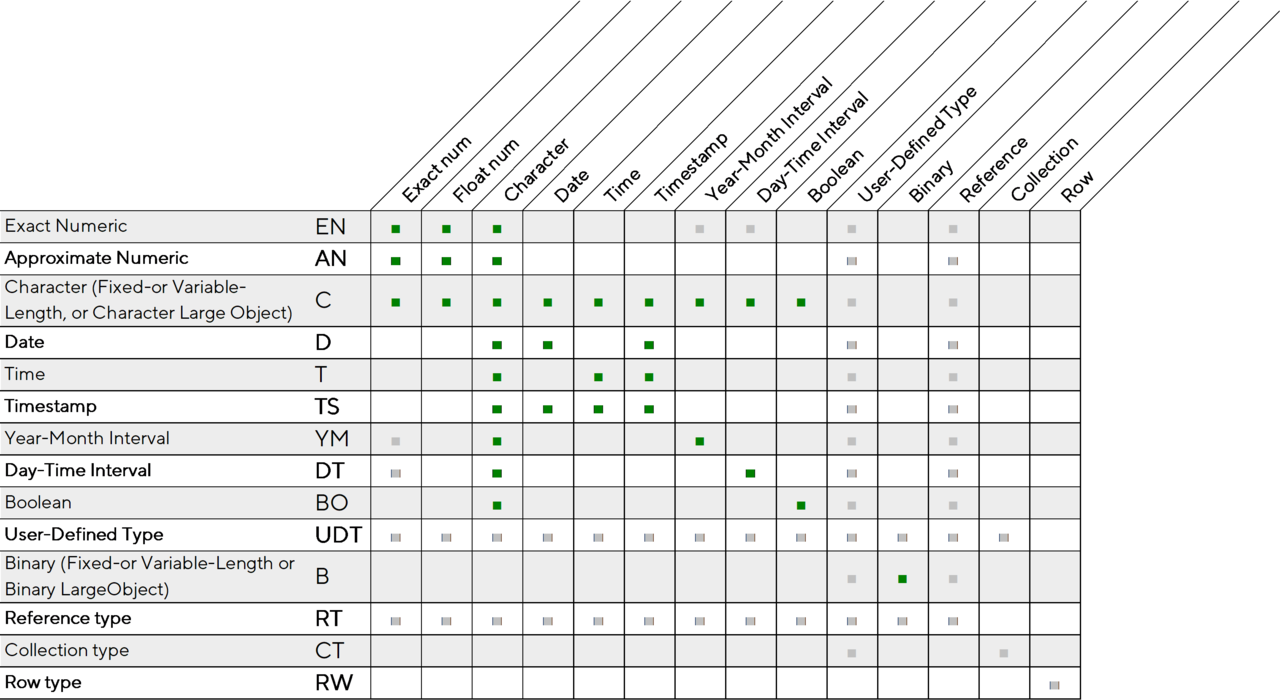 Exact num
Float num
Character
Date
Time
Timestamp
Year-Month Interval
Day-Time Interval
Boolean
User-Defined Type
Binary
Reference
Collection
Row
Exact Numeric EN
Approximate Numeric AN
Character (Fixed-or Variable-
Length, or Character Large Object) C
Date D
Time T
Timestamp TS
Year-Month Interval YM
Day-Time Interval DT
Boolean BO
User-Defined Type UDT
Binary (Fixed-or Variable-Length or
Binary LargeObject) B
Reference type RT
Collection type CT
Row type RW